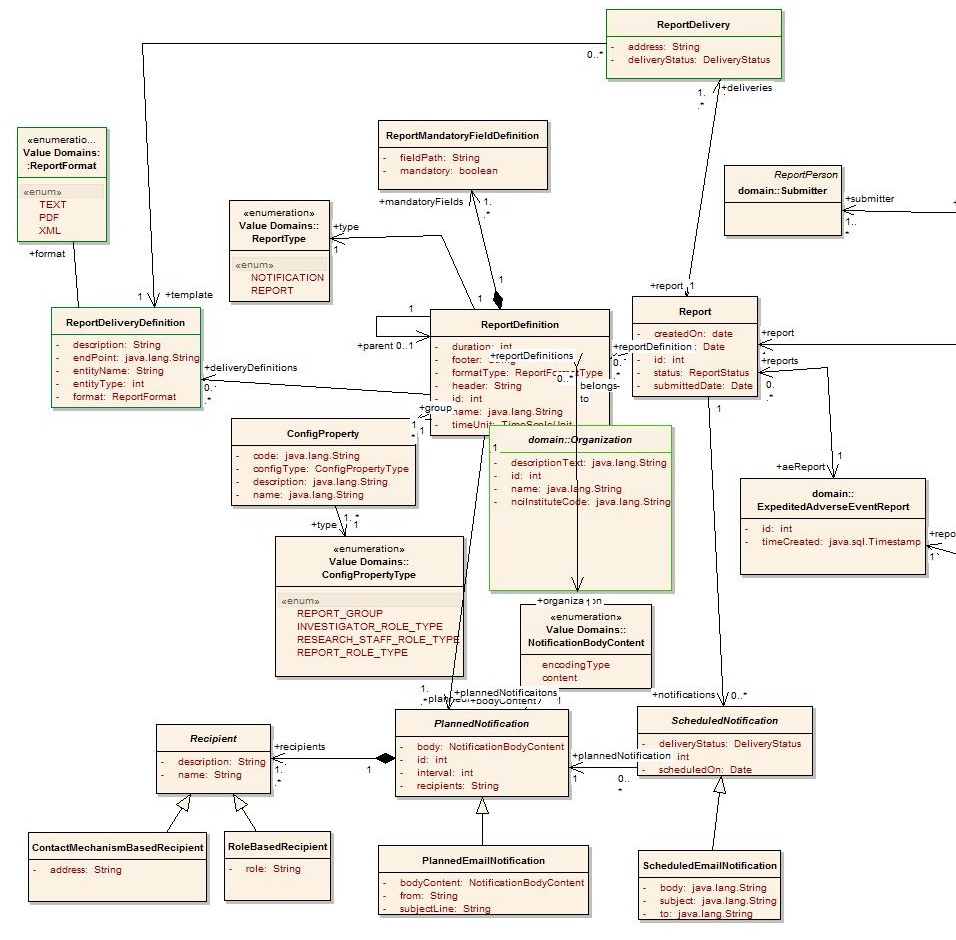 ReportDelivery
- address: String
- deliveryStatus: DeliveryStatus
0..*
1.
.*
+deliveries
«enumeratio...
Value Domains:
:ReportFormat
«enum»
TEXT
PDF
XML
+format
ReportMandatoryFieldDefinition
- fieldPath: String
- mandatory: boolean
+mandatoryFields
1.
.*
ReportPerson
domain::Submitter
+submitter
1..
*
+
«enumeration»
Value Domains::
ReportType
«enum»
NOTIFICATION
REPORT
+type
1
1
1
+report 1
1 +template
ReportDeliveryDefinition
- description: String
- endPoint: java.lang.String
- entityName: String
- entityType: int
- format: ReportFormat
+deliveryDefinitions
0.
.*
1
+parent 0..1
ReportDefinition
- duration: int
- footer:
- formatType:
- header: String
- id: int
- name: java.lang.String
- timeUnit: TimeScaleUnit
+reportDefinitions
0..*
belongs-
to
+reportDefinition
0.
.*
Report
- createdOn: date
: Date
id: int
- status: ReportStatus
- submittedDate: Date
+report
+reports
0.
.*
1
+group
1.
.*
1
ConfigProperty
- code: java.lang.String
- configType: ConfigPropertyType
- description: java.lang.String
- name: java.lang.String
+type
1..*
1
domain::Organization
1
- descriptionText: java.lang.String
- id: int
- name: java.lang.String
- nciInstituteCode: java.lang.String
+aeReport
1
domain::
ExpeditedAdverseEventReport
- id: int
- timeCreated: java.sql.Timestamp
+repo
1
«enumeration»
Value Domains::
ConfigPropertyType
«enum»
REPORT_GROUP
INVESTIGATOR_ROLE_TYPE
RESEARCH_STAFF_ROLE_TYPE
REPORT_ROLE_TYPE
+organization
1
«enumeration»
Value Domains::
NotificationBodyContent
encodingType
content
1.
.*
+plannedNotificaitons
+bodyContent
+notifications
0..*
Recipient
- description: String
- name: String
+recipients
1.
.*
1
PlannedNotification
- body: NotificationBodyContent
- id: int
- interval: int
- recipients: String
+plannedNotification
1
0..
*
ScheduledNotification
- deliveryStatus: DeliveryStatus
int
- scheduledOn: Date
ContactMechanismBasedRecipient
- address: String
RoleBasedRecipient
- role: String
PlannedEmailNotification
- bodyContent: NotificationBodyContent
- from: String
- subjectLine: String
ScheduledEmailNotification
- body: java.lang.String
- subject: java.lang.String
- to: java.lang.String